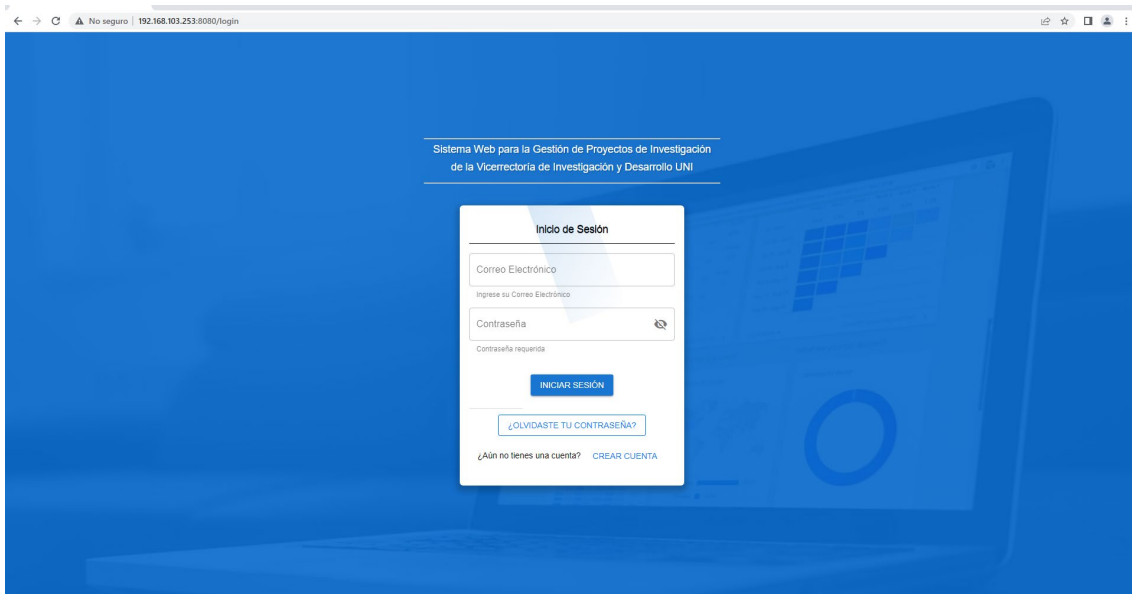 No seguro
192.168.103.253:8080/login
Sistema Web para la Gestión de Proyectos de Investigación
de la Vicerrectoría de Investigación y Desarrollo UNI
Inicio de Sesión
Correo Electrónico
Ingrese su Correo Electrónico
Contraseña
Contraseña requerida
INICIAR SESIÓN
¿OLVIDASTE TU CONTRASEÑA?
¿Aún no tienes una cuenta? CREAR CUENTA